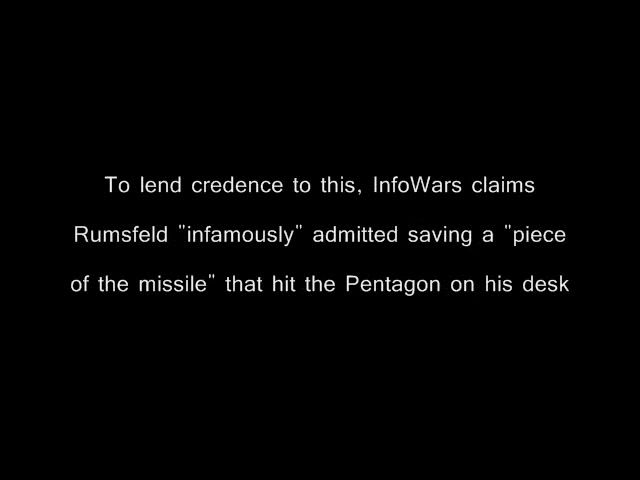 To lend credence to this, InfoWars claims
Rumsfeld "infamously" admitted saving a "piece
of the missile" that hit the Pentagon on his desk